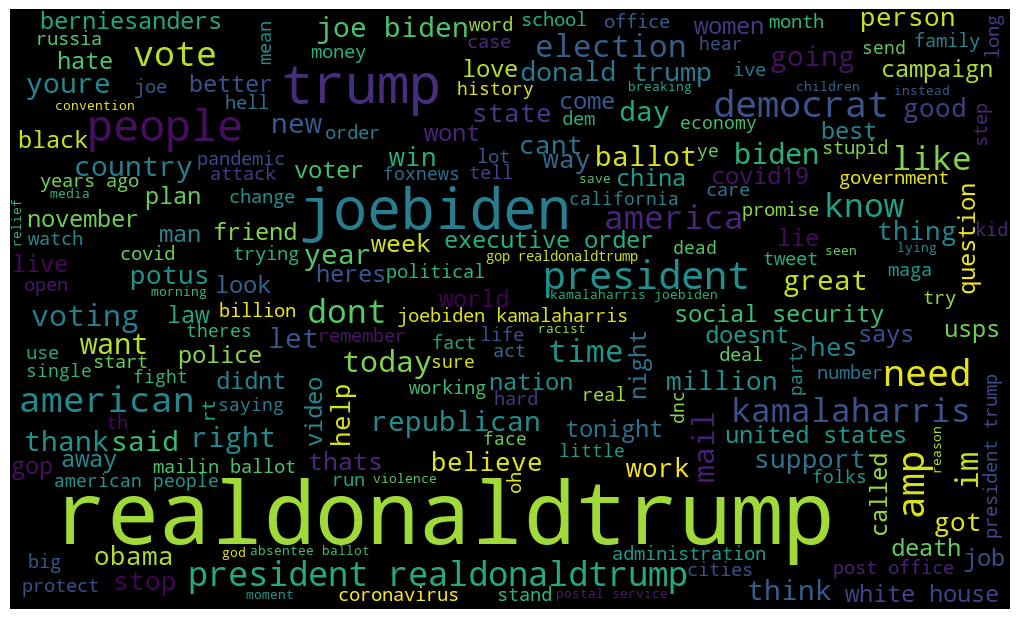 berniesanders
joe biden
word
school
office
month
person
long
russia
mean
money
case
election
women
hear
going
send
family
vote
hate
trump
love
donald trump
ive
campaign
youre
joe
better
history
breaking
children
instead
convention
hell
come
democrat
good
step
people
new
order
state
dem
day
economy
black
wont
cant
best
stupid
country
pandemic
attack
voter
win
foxnews
lot
tell
way
ballot
ye
biden
like
years ago
media
plan
change
save
china
covid19
government
joebiden
california
care
relief
november
man
friend
america
promise
know
question
kid
watch
covid
trying
year
week
executive order
dead
lie
thing
tweet
seen
lying
live
open
potus
morning
look
heres
political
gop realdonaldtrump
president
great
maga
try
world
kamalaharris joebiden
voting
law
billion
dont
joebiden kamalaharris
social security
usps
theres
let
remember
fact
life
racist
doesnt
says
want
police
today
sure
act
time
night
deal
hes
party
use
start
single
fight
didnt
working
nation
hard
real
million
number
need
american
rt
saying
video
help
republican
dnc
kamalaharris
president trump
th
thank
said
right
face
tonight
united states
reason
gop
away
mailin ballot
thats
believe
little
work
mail
support
called
amp
im
american people
run
violence
oh
folks
realdonaldtrump
got
obama
god
absentee ballot
administration
death
big
job
protect
stop
president realdonaldtrump
cities
post office
moment
coronavirus
stand
postal service
think
white house